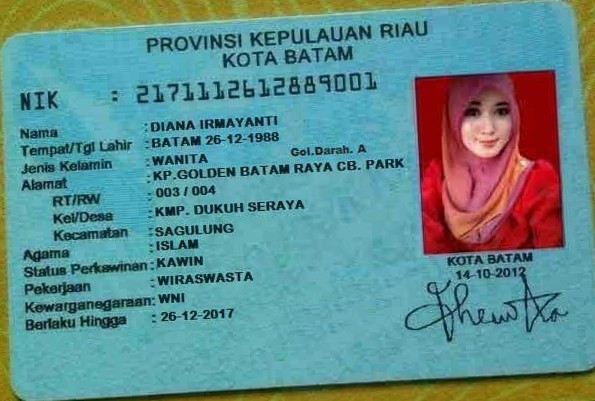 PROVINSI KEPULAUAN RIAU
KOTA BATAM
NIK : 2171112612889001
Nama : DIANA IRMAYANTI
Tempat/Tgl Lahir : BATAM 26-12-1988
Jenis Kelamin : WANITA Gol.Darah. A
Alamat : KP.GOLDEN BATAM RAYA CB. PARK
RT/RW : 003 / 004
Kel/Desa : KMP. DUKUH SERAYA
Kecamatan : SAGULUNG
Agama : ISLAM
Status Perkawinan : KAWIN
Pekerjaan : WIRASWASTA
Kewarganegaraan: WNI
Berlaku Hingga : 26-12-2017
KOTA BATAM
14-10-2012